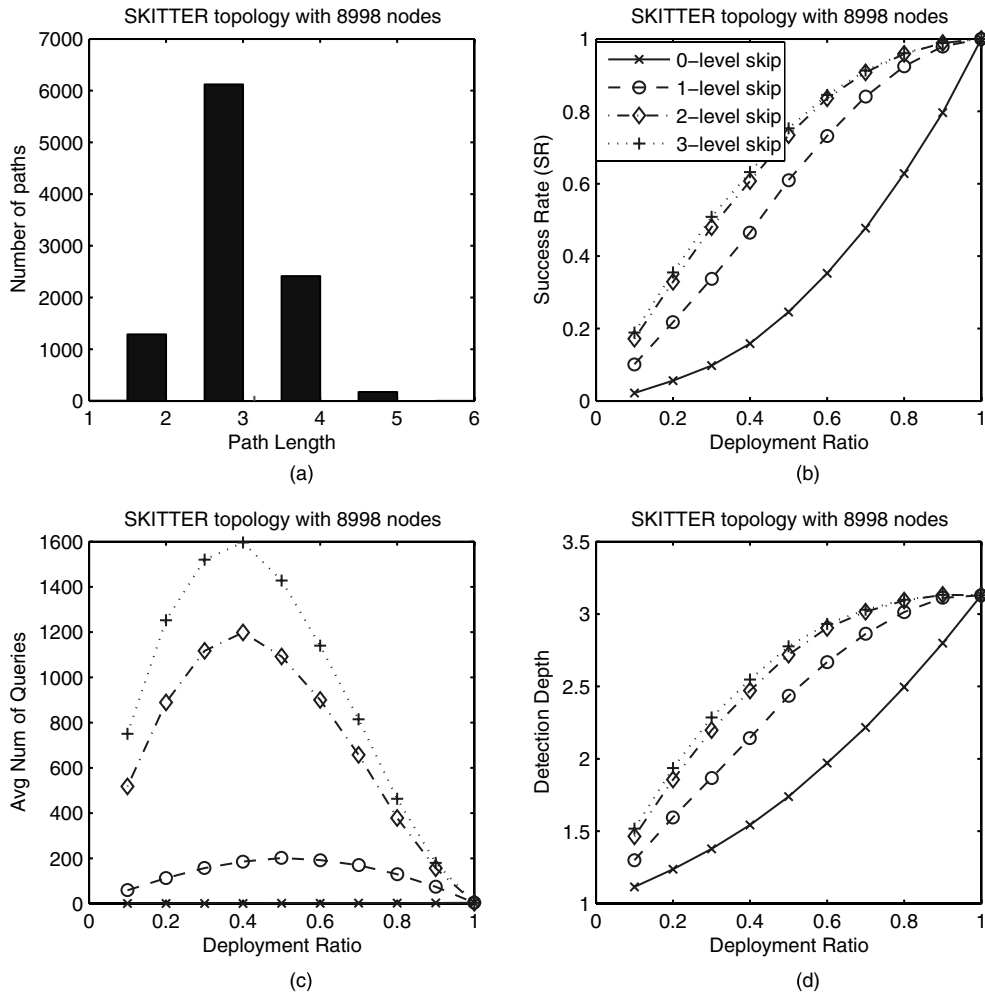 SKITTER topology with 8998 nodes
7000
6000
5000
4000
3000
2000
1000
0
Number of paths
1 2 3 4 5 6
Path Length
(a)
SKITTER topology with 8998 nodes
1
0.8
0.6
0.4
0.2
0
Success Rate (SR)
0-level skip
1-level skip
2-level skip
3-level skip
0 0.2 0.4 0.6 0.8 1
Deployment Ratio
(b)
SKITTER topology with 8998 nodes
1600
1400
1200
1000
800
600
400
200
0
Avg Num of Queries
0 0.2 0.4 0.6 0.8 1
Deployment Ratio
(c)
SKITTER topology with 8998 nodes
3.5
3
2.5
2
1.5
1
Detection Depth
0 0.2 0.4 0.6 0.8 1
Deployment Ratio
(d)